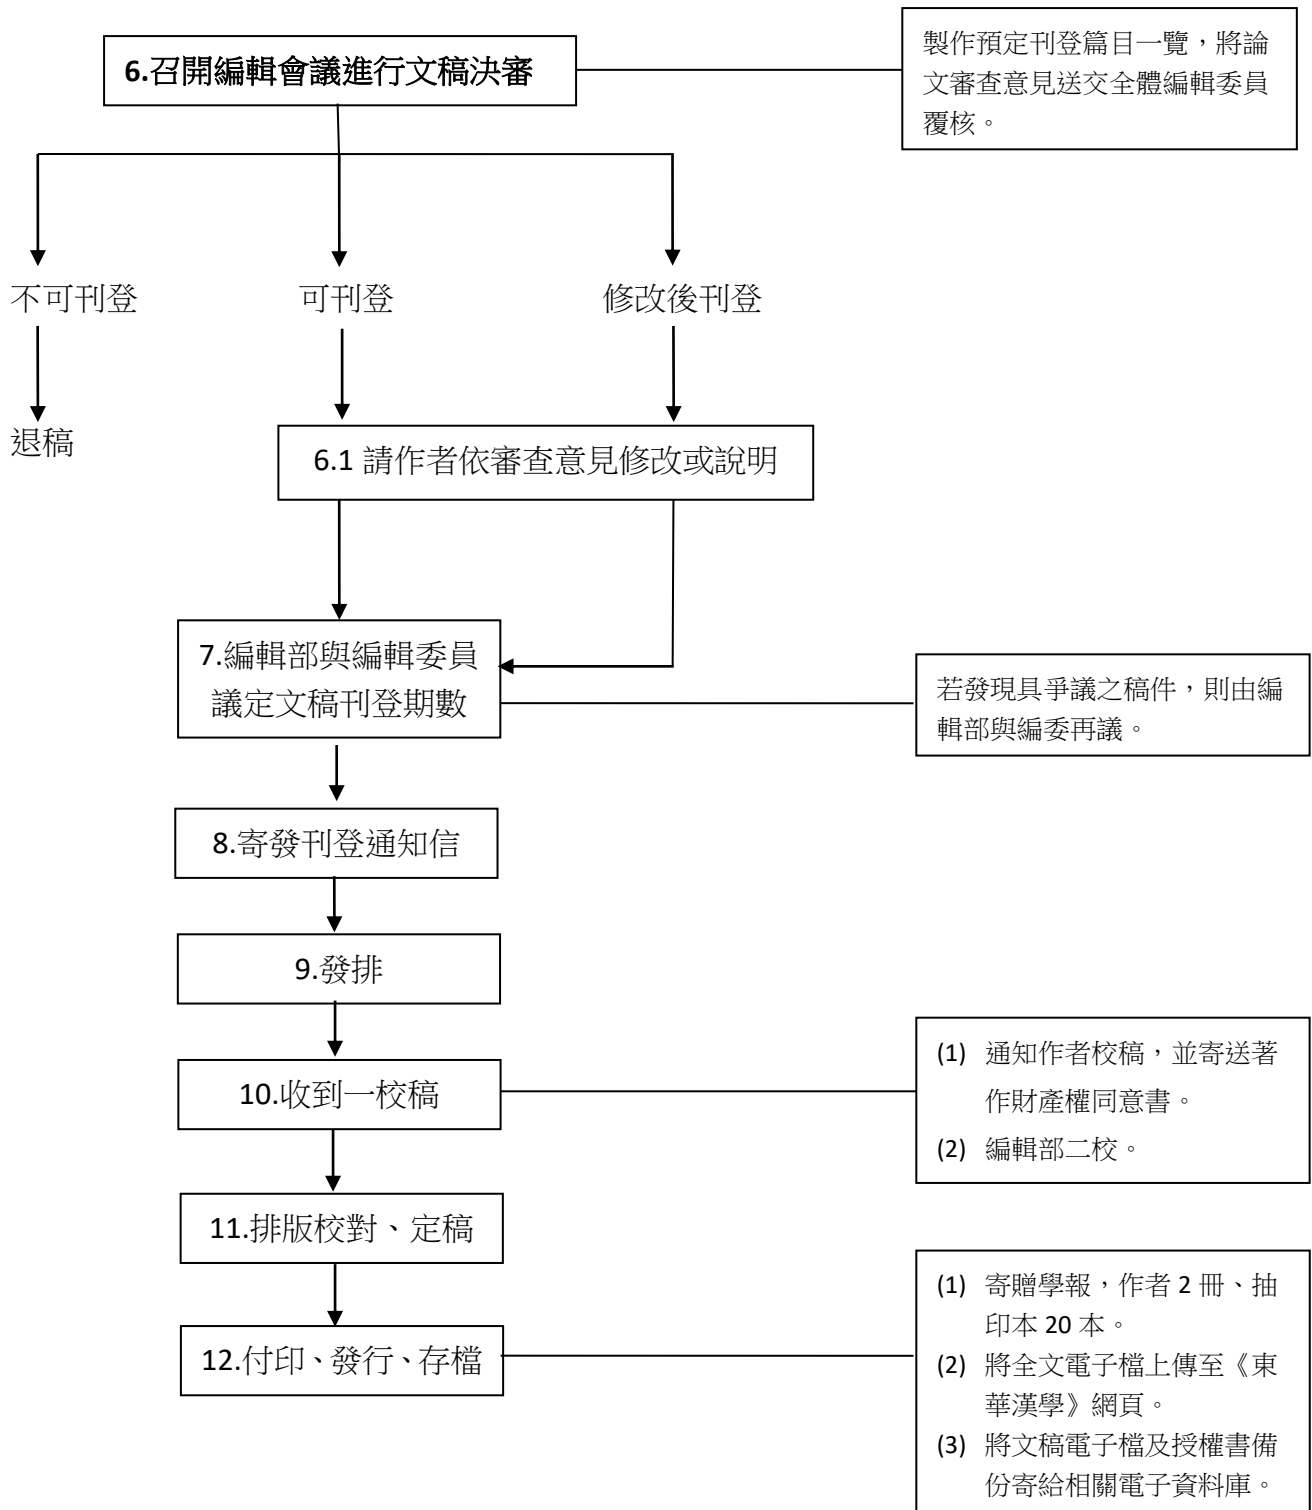 6.召開編輯會議進行文稿決審
製作預定刊登篇目一覽，將論
文審查意見送交全體編輯委員
覆核。
不可刊登
可刊登
修改後刊登
退稿
6.1 請作者依審查意見修改或說明
7.編輯部與編輯委員
議定文稿刊登期數
若發現具爭議之稿件，則由編
輯部與編委再議。
8.寄發刊登通知信
9.發排
10.收到一校稿
(1) 通知作者校稿，並寄送著
作財產權同意書。
(2) 編輯部二校。
11.排版校對、定稿
12.付印、發行、存檔
(1) 寄贈學報，作者 2 冊、抽
印本 20 本。
(2) 將全文電子檔上傳至《東
華漢學》網頁。
(3) 將文稿電子檔及授權書備
份寄給相關電子資料庫。